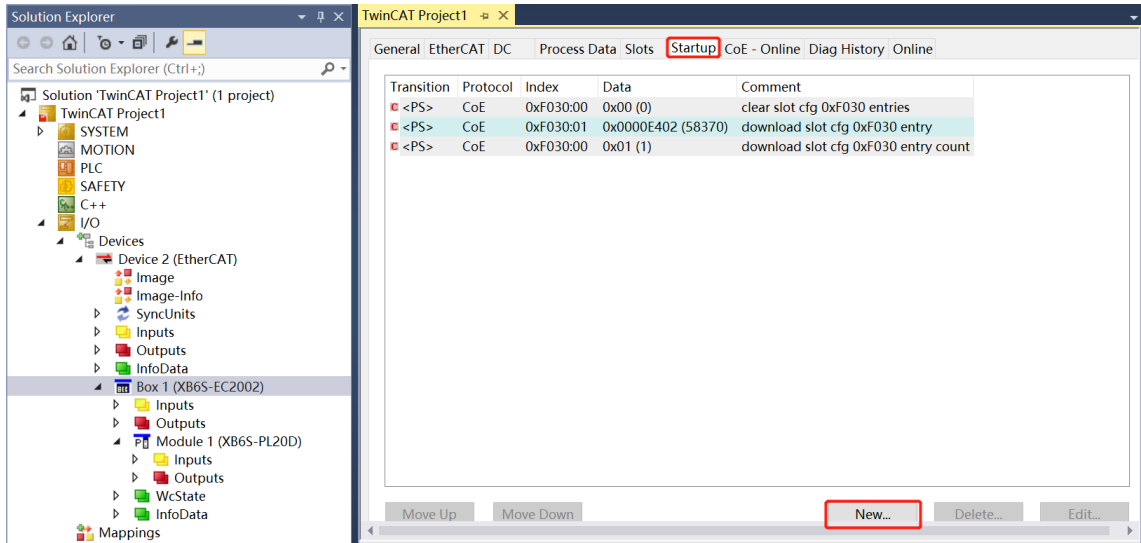 Solution Explorer
Search Solution Explorer (Ctrl+;)
Solution 'TwinCAT Project1' (1 project)
TwinCAT Project1
SYSTEM
MOTION
PLC
SAFETY
C++
I/O
Devices
Device 2 (EtherCAT)
Image
Image-Info
SyncUnits
Inputs
Outputs
InfoData
Box 1 (XB6S-EC2002)
Inputs
Outputs
Module 1 (XB6S-PL20D)
Inputs
Outputs
WcState
InfoData
Mappings
TwinCAT Project1
General EtherCAT DC Process Data Slots Startup CoE - Online Diag History Online
Transition Protocol Index Data Comment
C <PS> CoE 0xF030:00 0x00 (0) clear slot cfg 0xF030 entries
C <PS> CoE 0xF030:01 0x0000E402 (58370) download slot cfg 0xF030 entry
C <PS> CoE 0xF030:00 0x01 (1) download slot cfg 0xF030 entry count
Move Up Move Down New... Delete... Edit...